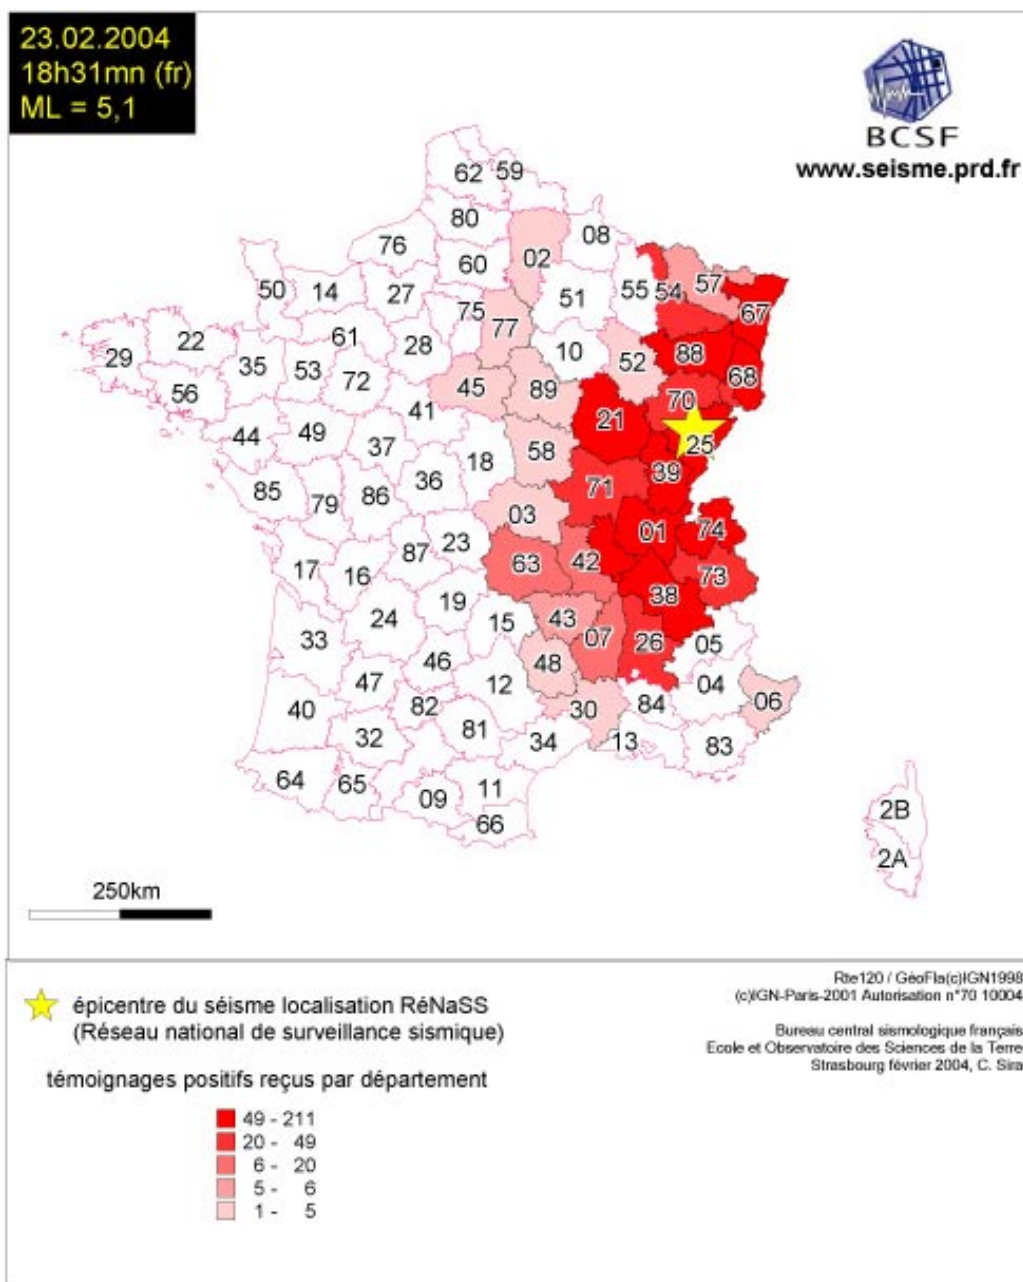 23.02.2004
18h31mn (fr)
ML = 5,1
BCSF
www.seisme.prd.fr
62 59
80
08
76
02
60
57
50 14 27 51 55 54
75 67
77
61
22 28 10 88
29 35 52
53 72 68
56 45 89 70
41 21
44 49 37 25
58
18 39
85 79 86 36 71
03 01 74
87 23
17 16 63 42 73
38
19
24 15 43
33 07 26 05
46 48
47 12 04
40 82 84 06
30
32 81 34 13 83
64 65 11
09
66
2B
2A
250km
épicentre du séisme localisation RéNaSS
(Réseau national de surveillance sismique)
témoignages positifs reçus par département
49 - 211
20 - 49
6 - 20
5 - 6
1 - 5
Rte120 / GéoFla(c)IGN1998
(c)IGN-Paris-2001 Autorisation n°70 10004
Bureau central sismologique français
Ecole et Observatoire des Sciences de la Terre
Strasbourg février 2004, C. Sira